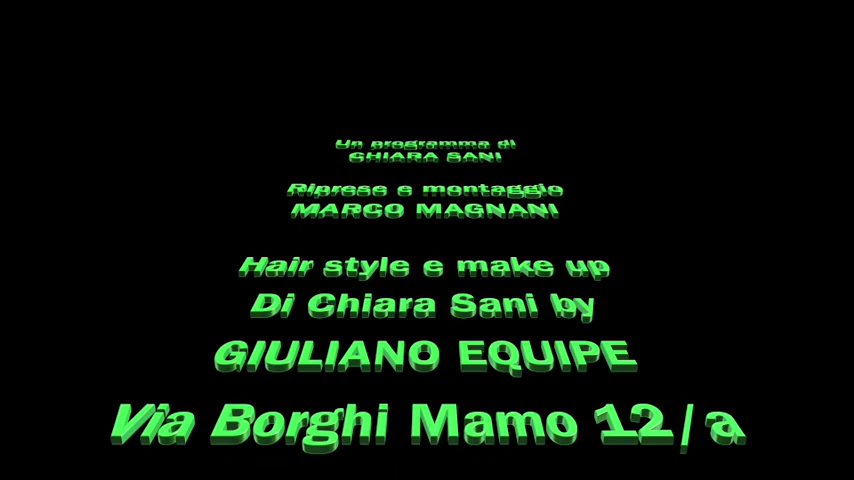 Un programma di
CHIARA SANI
Riprese e montaggio
MARCO MAGNANI
Hair style e make up
Di Chiara Sani by
GIULIANO EQUIPE
Via Borghi Mamo 12/a